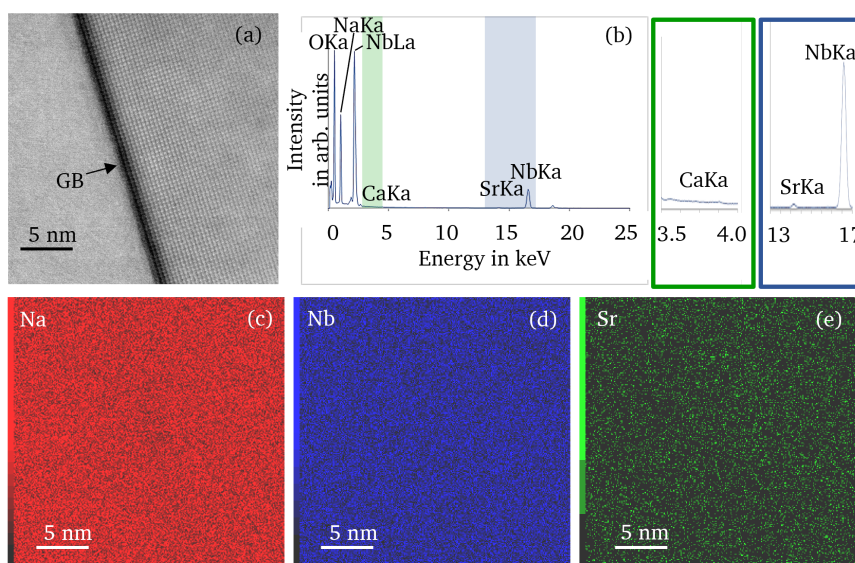 (a)
GB
5 nm
(b)
NaKa
OKa
NbLa
Intensity
in arb. units
CaKa
SrKa
NbKa
0 5 10 15 20 25
Energy in keV
CaKa
3.5 4.0
NbKa
SrKa
13 17
Na (c)
5 nm
Nb (d)
5 nm
Sr (e)
5 nm